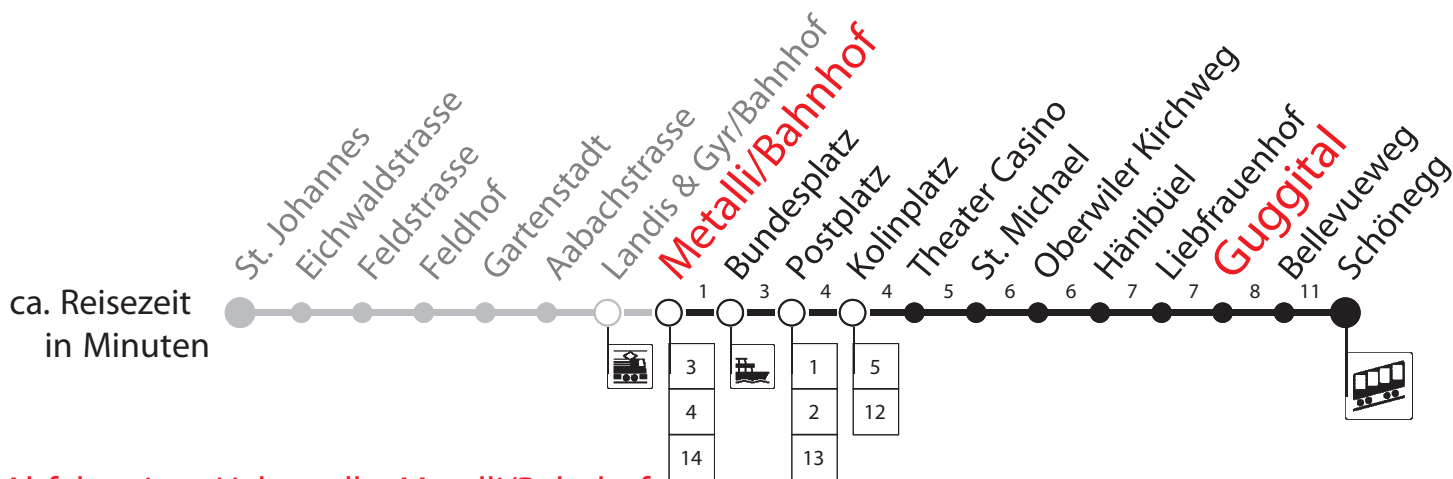 St. Johannes
Eichwaldstrasse
Feldstrasse
Feldhof
Gartenstadt
Aabachstrasse
Landis & Gyr/Bahnhof
Metalli/Bahnhof
Bundesplatz
Postplatz
Kolinplatz
Theater Casino
St. Michael
Oberwiler Kirchweg
Hänibüel
Liebfrauenhof
Guggital
Bellevueweg
Schönegg
ca. Reisezeit
in Minuten
1 3 4 4 5 6 6 7 7 8 11
3 1 5
4 2 12
14 13